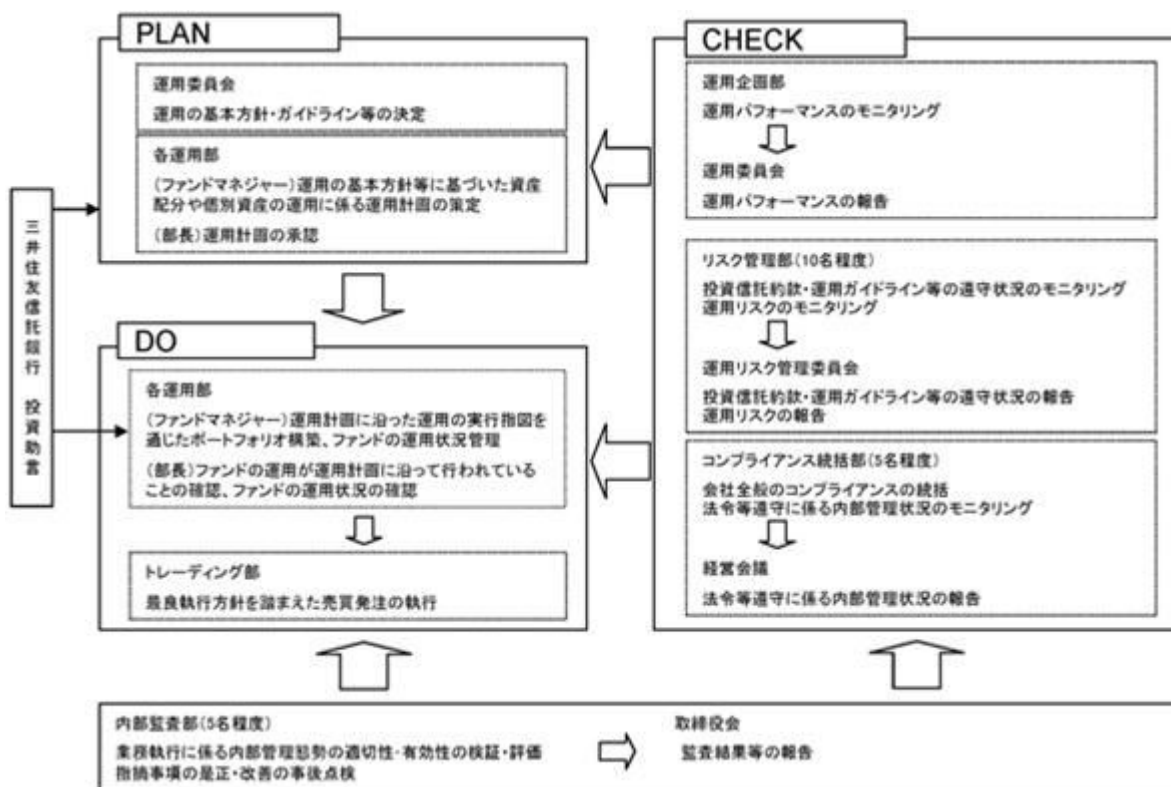 PLAN
運用委員会
運用の基本方針・ガイドライン等の決定
各運用部
(ファンドマネジャー)運用の基本方針等に基づいた資産
配分や個別資産の運用に係る運用計画の策定
(部長)運用計画の承認
三井住友信託銀行 投資助言
DO
各運用部
(ファンドマネジャー)運用計画に沿った運用の実行指図を
通じたポートフォリオ構築、ファンドの運用状況管理
(部長)ファンドの運用が運用計画に沿って行われている
ことの確認、ファンドの運用状況の確認
トレーディング部
最良執行方針を踏まえた売買発注の執行
CHECK
運用企画部
運用パフォーマンスのモニタリング
運用委員会
運用パフォーマンスの報告
リスク管理部(10名程度)
投資信託約款・運用ガイドライン等の遵守状況のモニタリング
運用リスクのモニタリング
運用リスク管理委員会
投資信託約款・運用ガイドライン等の遵守状況の報告
運用リスクの報告
コンプライアンス統括部(5名程度)
会社全般のコンプライアンスの統括
法令等遵守に係る内部管理状況のモニタリング
経営会議
法令等遵守に係る内部管理状況の報告
内部監査部(5名程度)
業務執行に係る内部管理態勢の適切性・有効性の検証・評価
指摘事項の是正・改善の事後点検
取締役会
監査結果等の報告